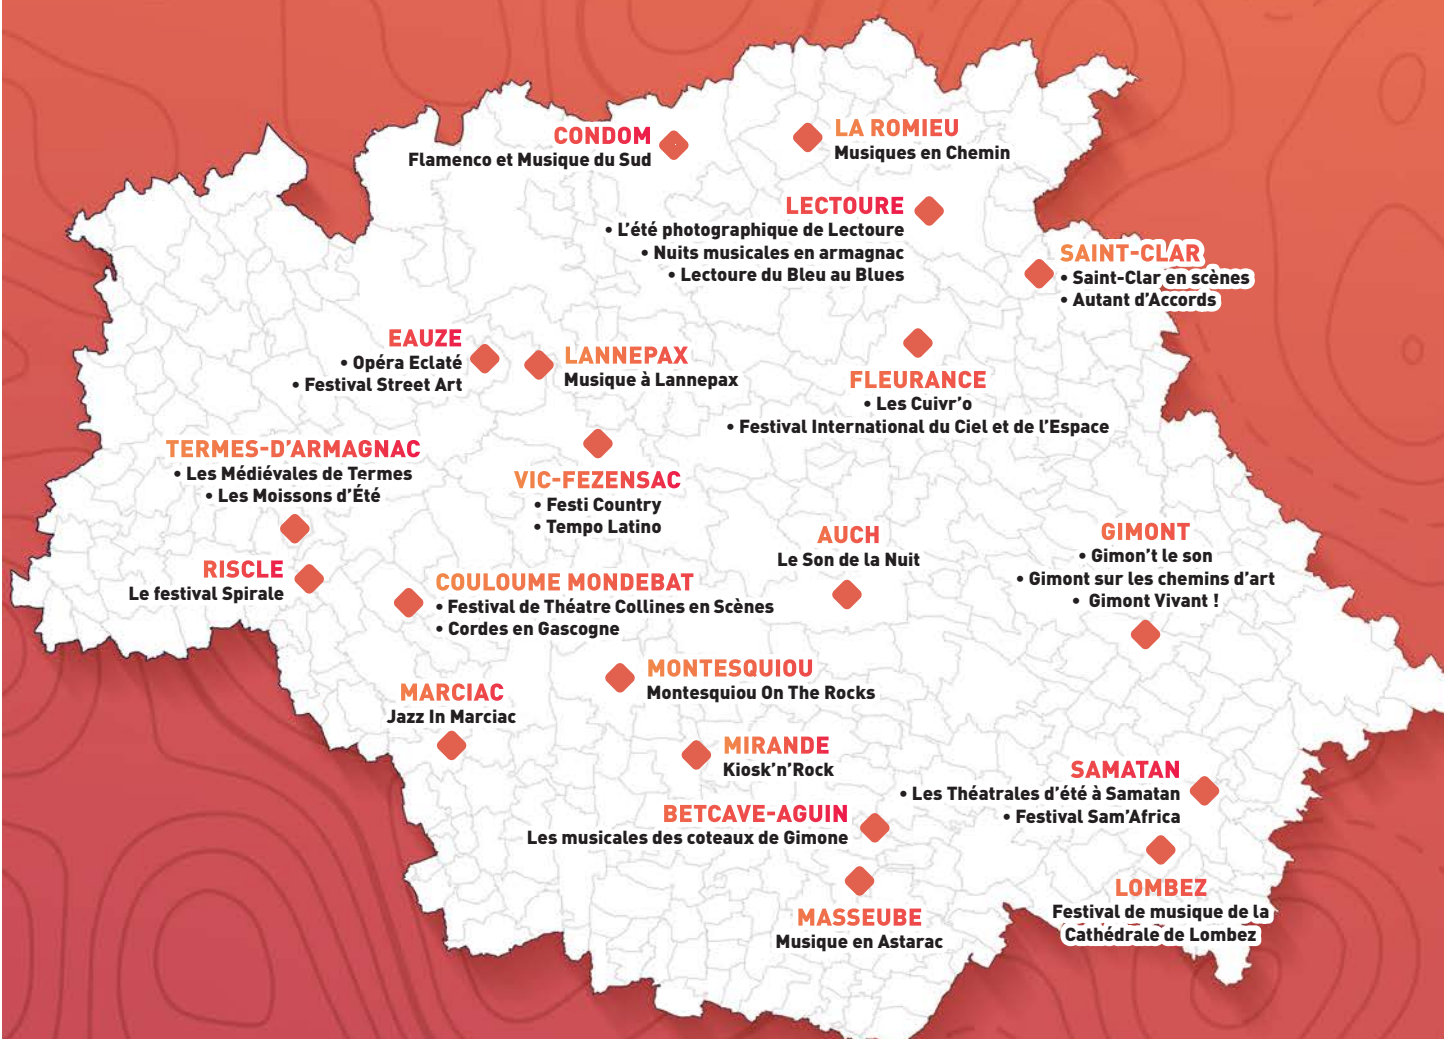 CONDOM
Flamenco et Musique du Sud
LA ROMIEU
Musiques en Chemin
LECTOURE
• L'été photographique de Lectoure
• Nuits musicales en armagnac
• Lectoure du Bleu au Blues
SAINT-CLAR
• Saint-Clar en scènes
• Autant d'Accords
EAUZE
• Opéra Eclaté
• Festival Street Art
LANNEPAX
Musique à Lannepax
FLEURANCE
• Les Cuivr'o
• Festival International du Ciel et de l'Espace
TERMES-D'ARMAGNAC
• Les Médiévales de Termes
• Les Moissons d'Été
VIC-FEZENSAC
• Festi Country
• Tempo Latino
AUCH
Le Son de la Nuit
GIMONT
• Gimon't le son
• Gimont sur les chemins d'art
• Gimont Vivant !
RISCLE
Le festival Spirale
COULOUME MONDEBAT
• Festival de Théatre Collines en Scènes
• Cordes en Gascogne
MONTESQUIOU
Montesquiou On The Rocks
MARCIAC
Jazz In Marciac
MIRANDE
Kiosk'n'Rock
SAMATAN
• Les Théatrales d'été à Samatan
• Festival Sam'Africa
BETCAVE-AGUIN
Les musicales des coteaux de Gimone
LOMBEZ
Festival de musique de la
Cathédrale de Lombez
MASSEUBE
Musique en Astarac